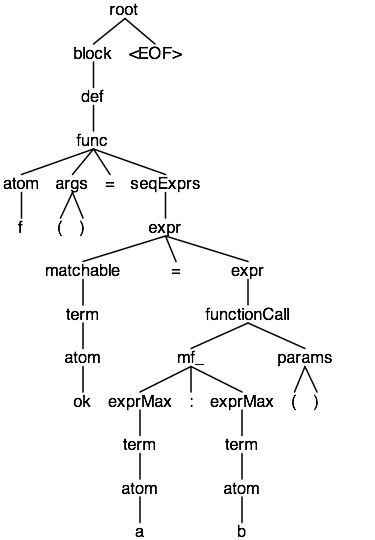 root
block <EOF>
def
func
atom args = seqExprs
f ( ) expr
matchable = expr
term functionCall
atom mf_ params
ok exprMax : exprMax ( )
term term
atom atom
a b